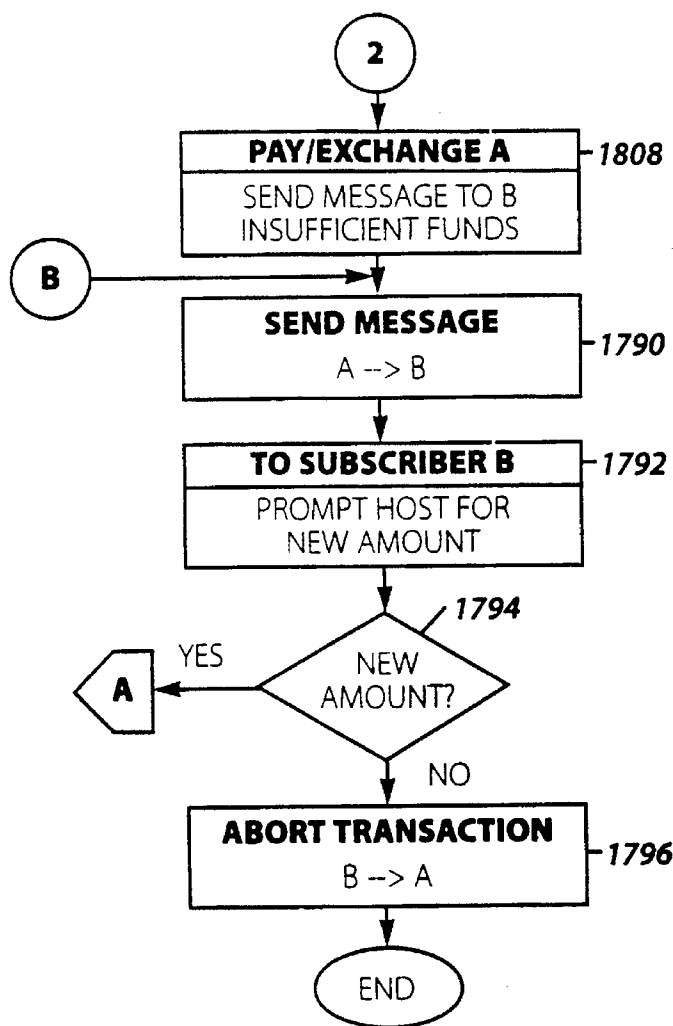 2
PAY/EXCHANGE A
1808
SEND MESSAGE TO B
INSUFFICIENT FUNDS
B
SEND MESSAGE
1790
A --> B
TO SUBSCRIBER B
1792
PROMPT HOST FOR
NEW AMOUNT
1794
YES
A
NEW
AMOUNT?
NO
ABORT TRANSACTION
1796
B --> A
END